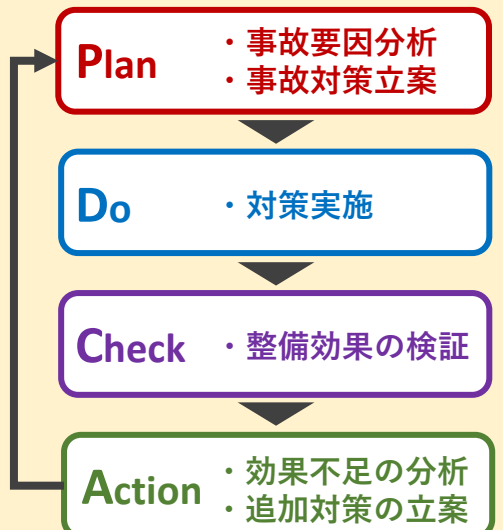 Plan
・事故要因分析
・事故対策立案
Do
・対策実施
Check
・整備効果の検証
Action
・効果不足の分析
・追加対策の立案